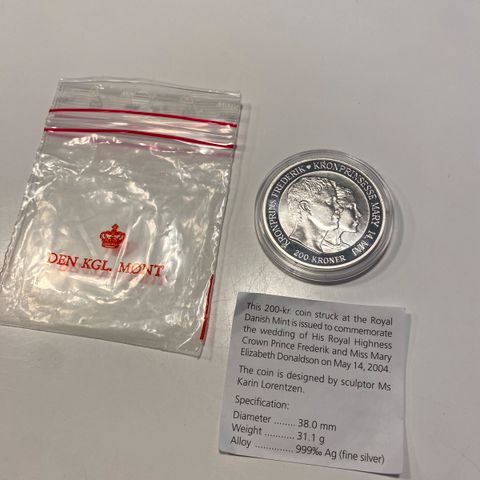 DEN KGL. MØNT
KRONPRINS FREDERIK ♥ KRONPRINSESSE MARY 14. MAJ
200 KRONER
This 200-kr. coin struck at the Royal
Danish Mint is issued to commemorate
the wedding of His Royal Highness
Crown Prince Frederik and Miss Mary
Elizabeth Donaldson on May 14, 2004.
The coin is designed by sculptor Ms
Karin Lorentzen.
Specification:
Diameter ........ 38.0 mm
Weight ........... 31.1 g
Alloy .............. 999‰ Ag (fine silver)